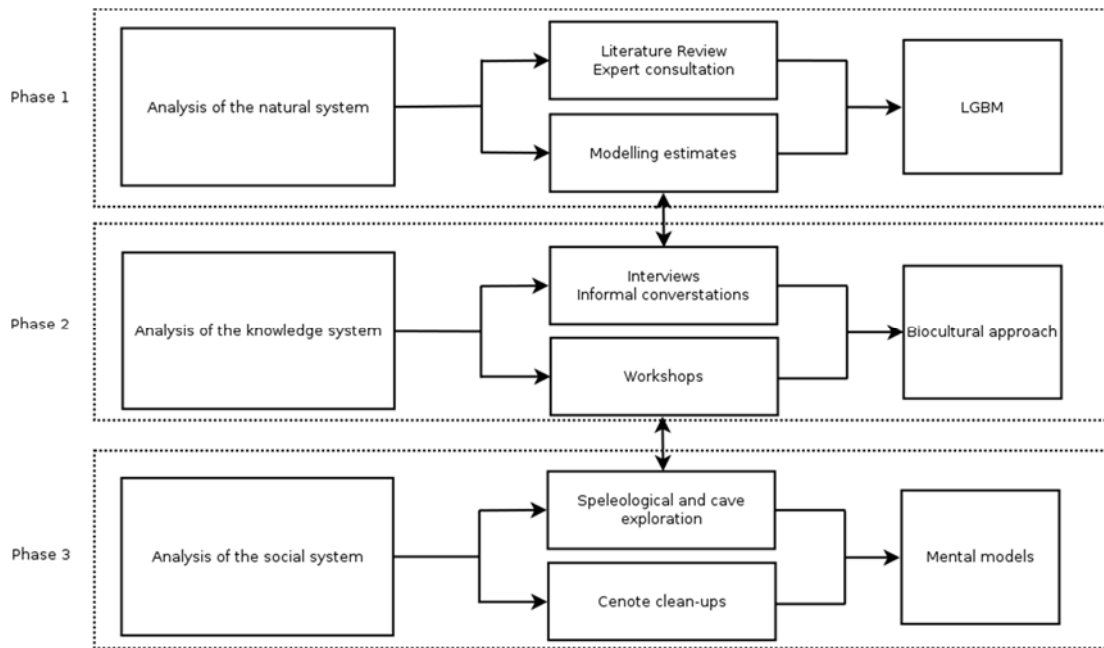 Phase 1
Analysis of the natural system
Literature Review
Expert consultation
Modelling estimates
LGBM
Phase 2
Analysis of the knowledge system
Interviews
Informal converstations
Workshops
Biocultural approach
Phase 3
Analysis of the social system
Speleological and cave
exploration
Cenote clean-ups
Mental models